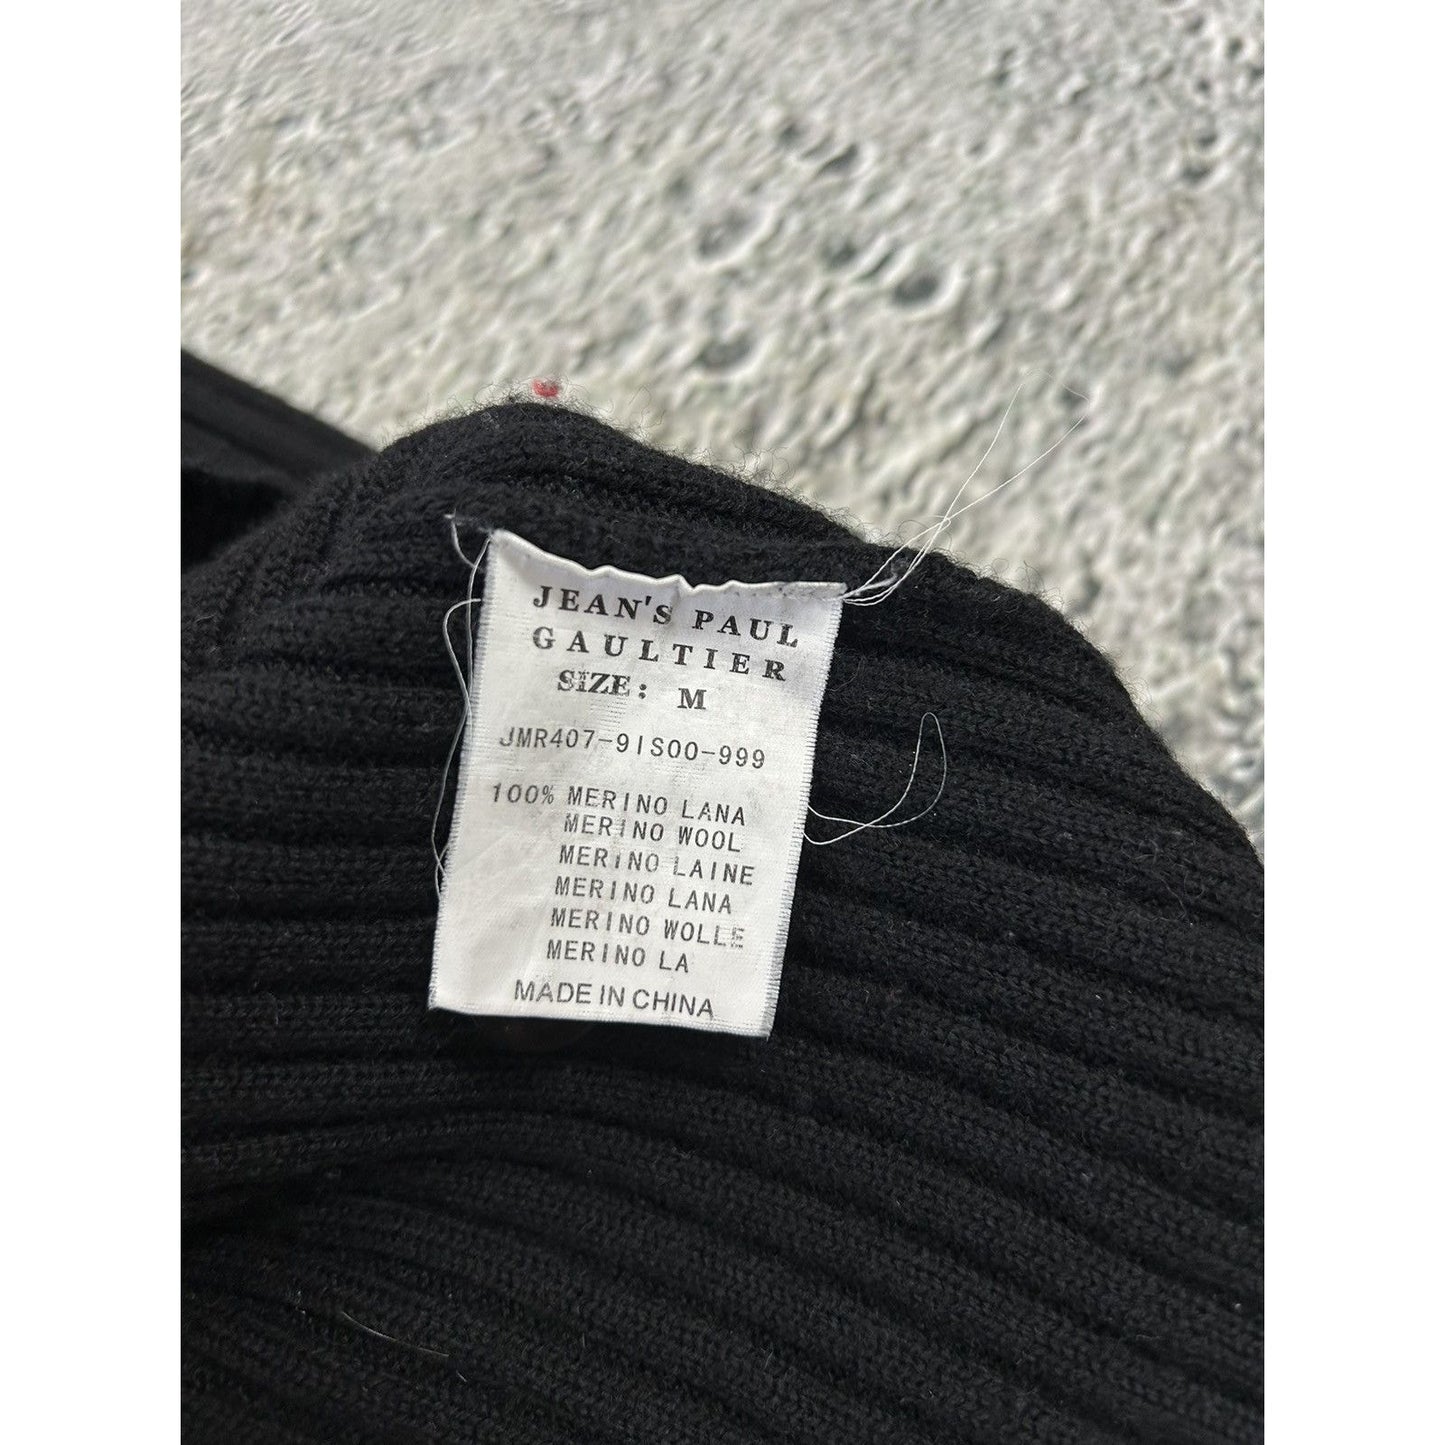 JEAN'S PAUL
GAULTIER
SIZE: M
JMR407-91S00-999
100% MERINO LANA
MERINO WOOL
MERINO LAINE
MERINO LANA
MERINO WOLLE
MERINO LA
MADE IN CHINA